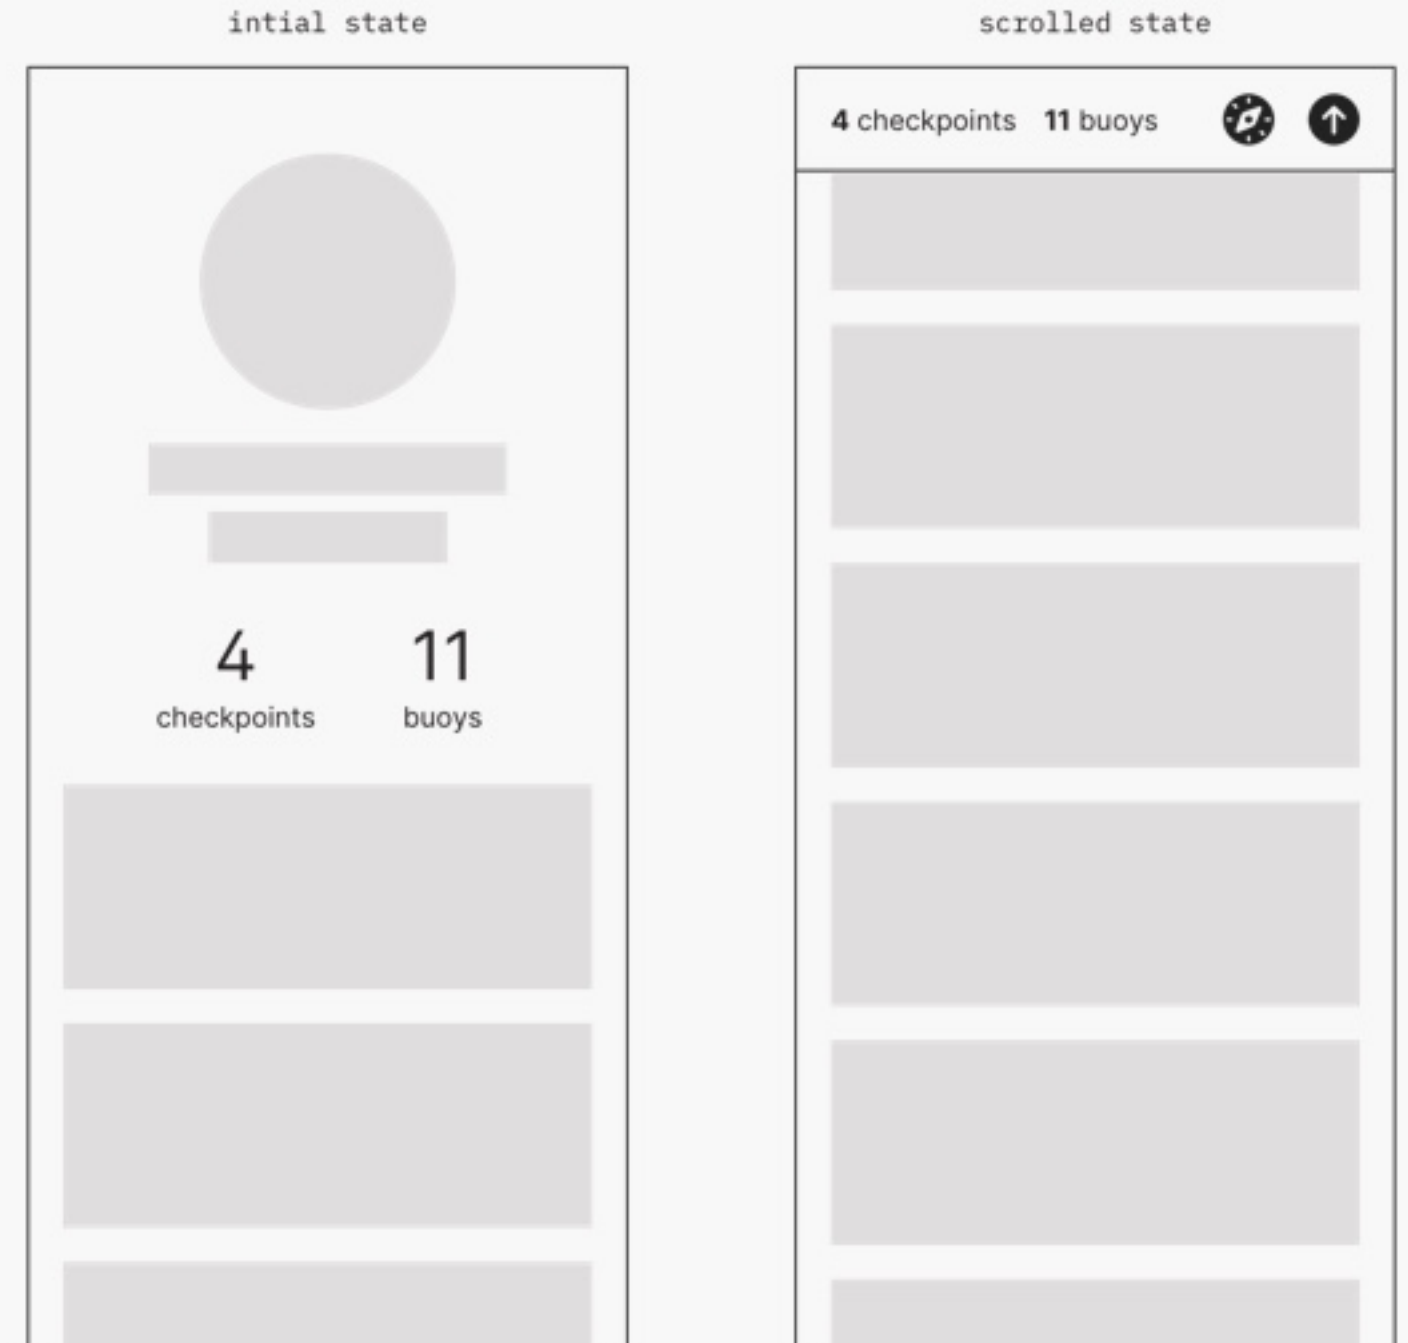 intial state
scrolled state
4 checkpoints 11 buoys
4
11
checkpoints
buoys